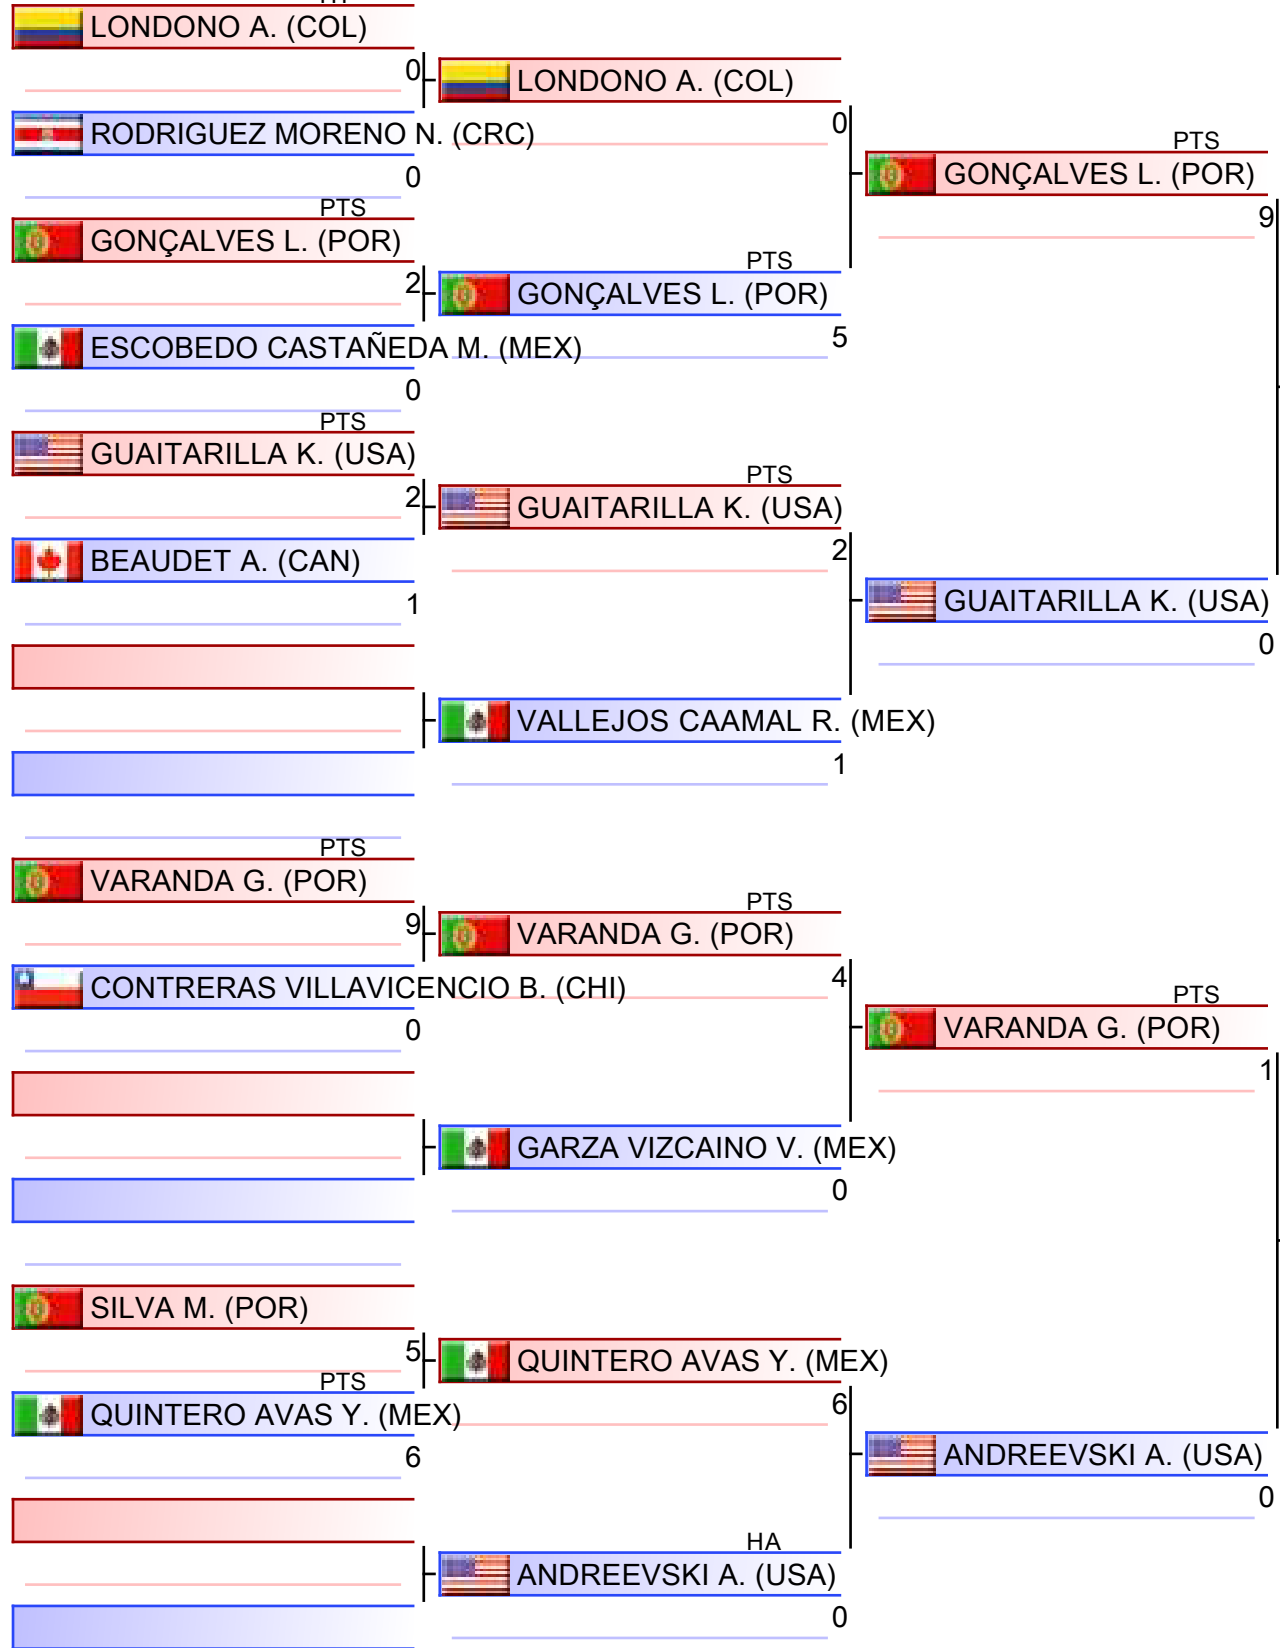 LONDONO A. (COL)
0
RODRIGUEZ MORENO N. (CRC)
0
PTS
GONÇALVES L. (POR)
2
ESCOBEDO CASTAÑEDA M. (MEX)
0
PTS
GUAITARILLA K. (USA)
2
BEAUDET A. (CAN)
1
PTS
VARANDA G. (POR)
9
CONTRERAS VILLAVICENCIO B. (CHI)
0
SILVA M. (POR)
5
PTS
QUINTERO AVAS Y. (MEX)
6
LONDONO A. (COL)
0
PTS
GONÇALVES L. (POR)
5
PTS
GUAITARILLA K. (USA)
2
VALLEJOS CAAMAL R. (MEX)
1
PTS
VARANDA G. (POR)
4
GARZA VIZCAINO V. (MEX)
0
QUINTERO AVAS Y. (MEX)
6
HA
ANDREEVSKI A. (USA)
0
PTS
GONÇALVES L. (POR)
9
GUAITARILLA K. (USA)
0
PTS
VARANDA G. (POR)
1
ANDREEVSKI A. (USA)
0